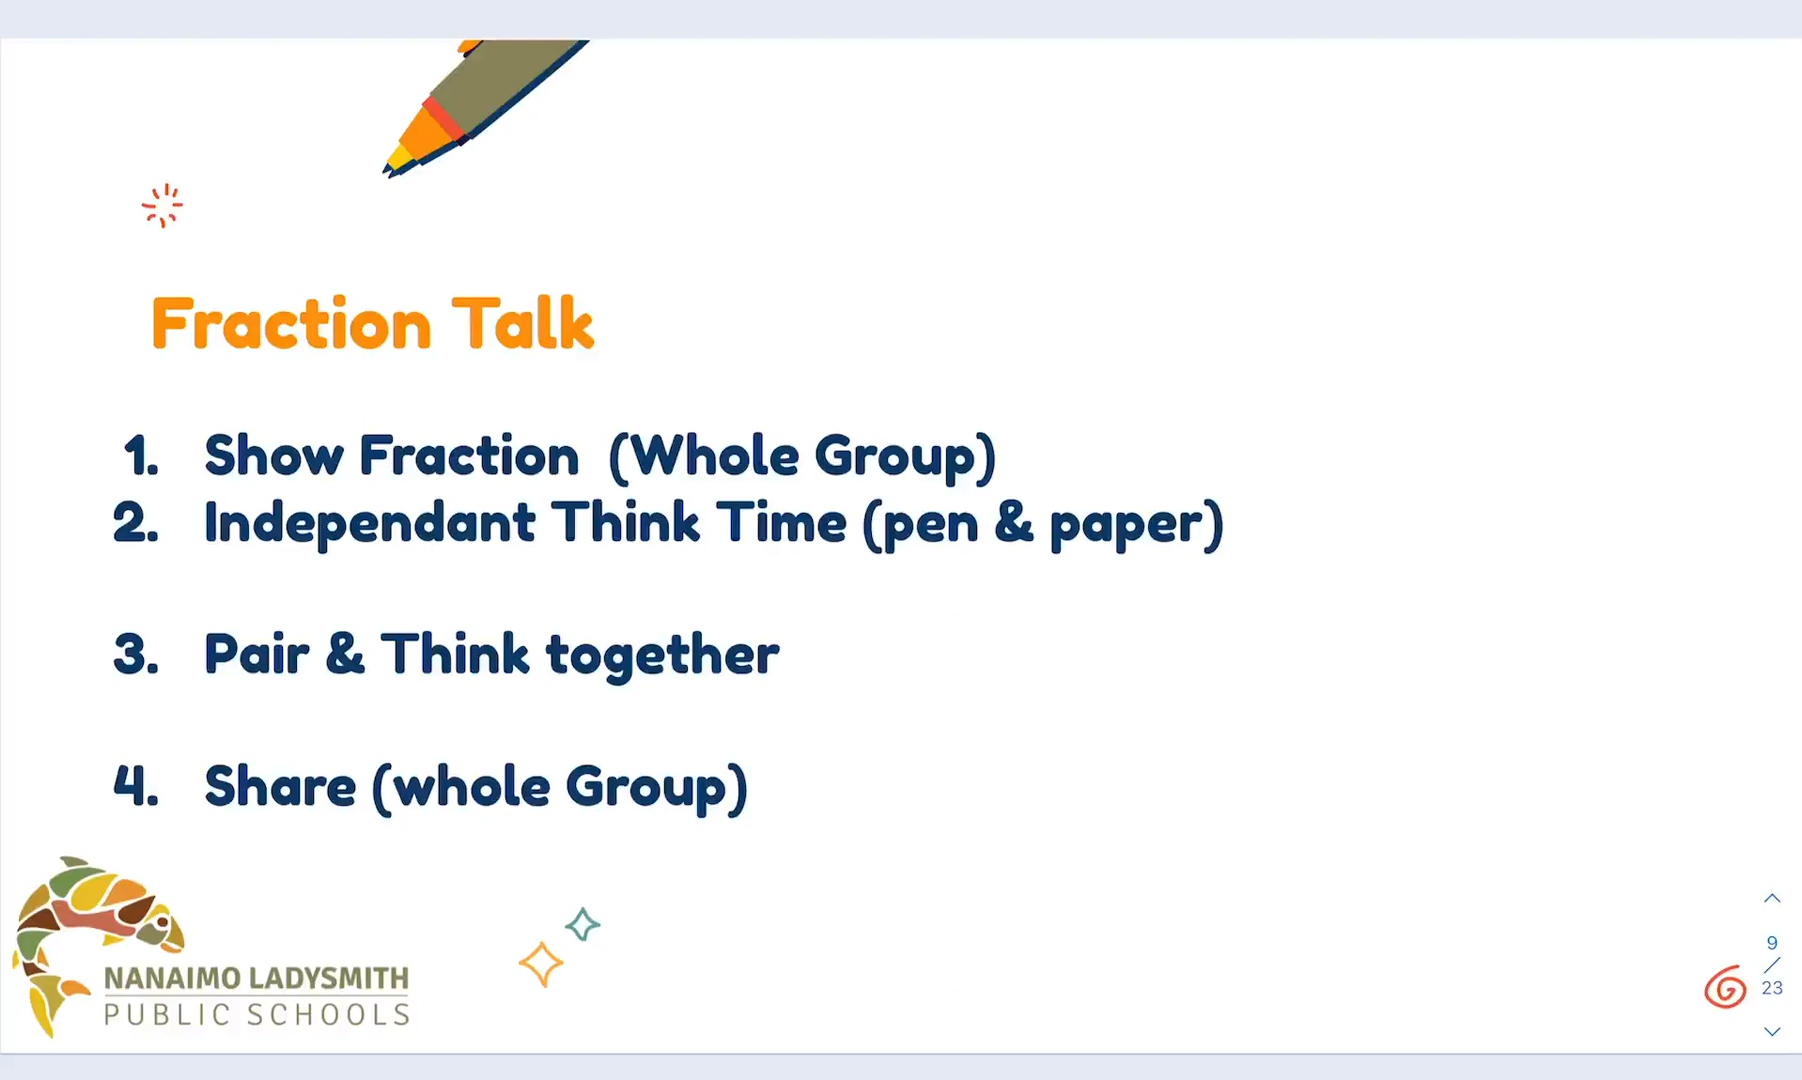 Fraction Talk
1. Show Fraction (Whole Group)
2. Independant Think Time (pen & paper)
3. Pair & Think together
4. Share (whole Group)
NANAIMO LADYSMITH
PUBLIC SCHOOLS
9
/
23